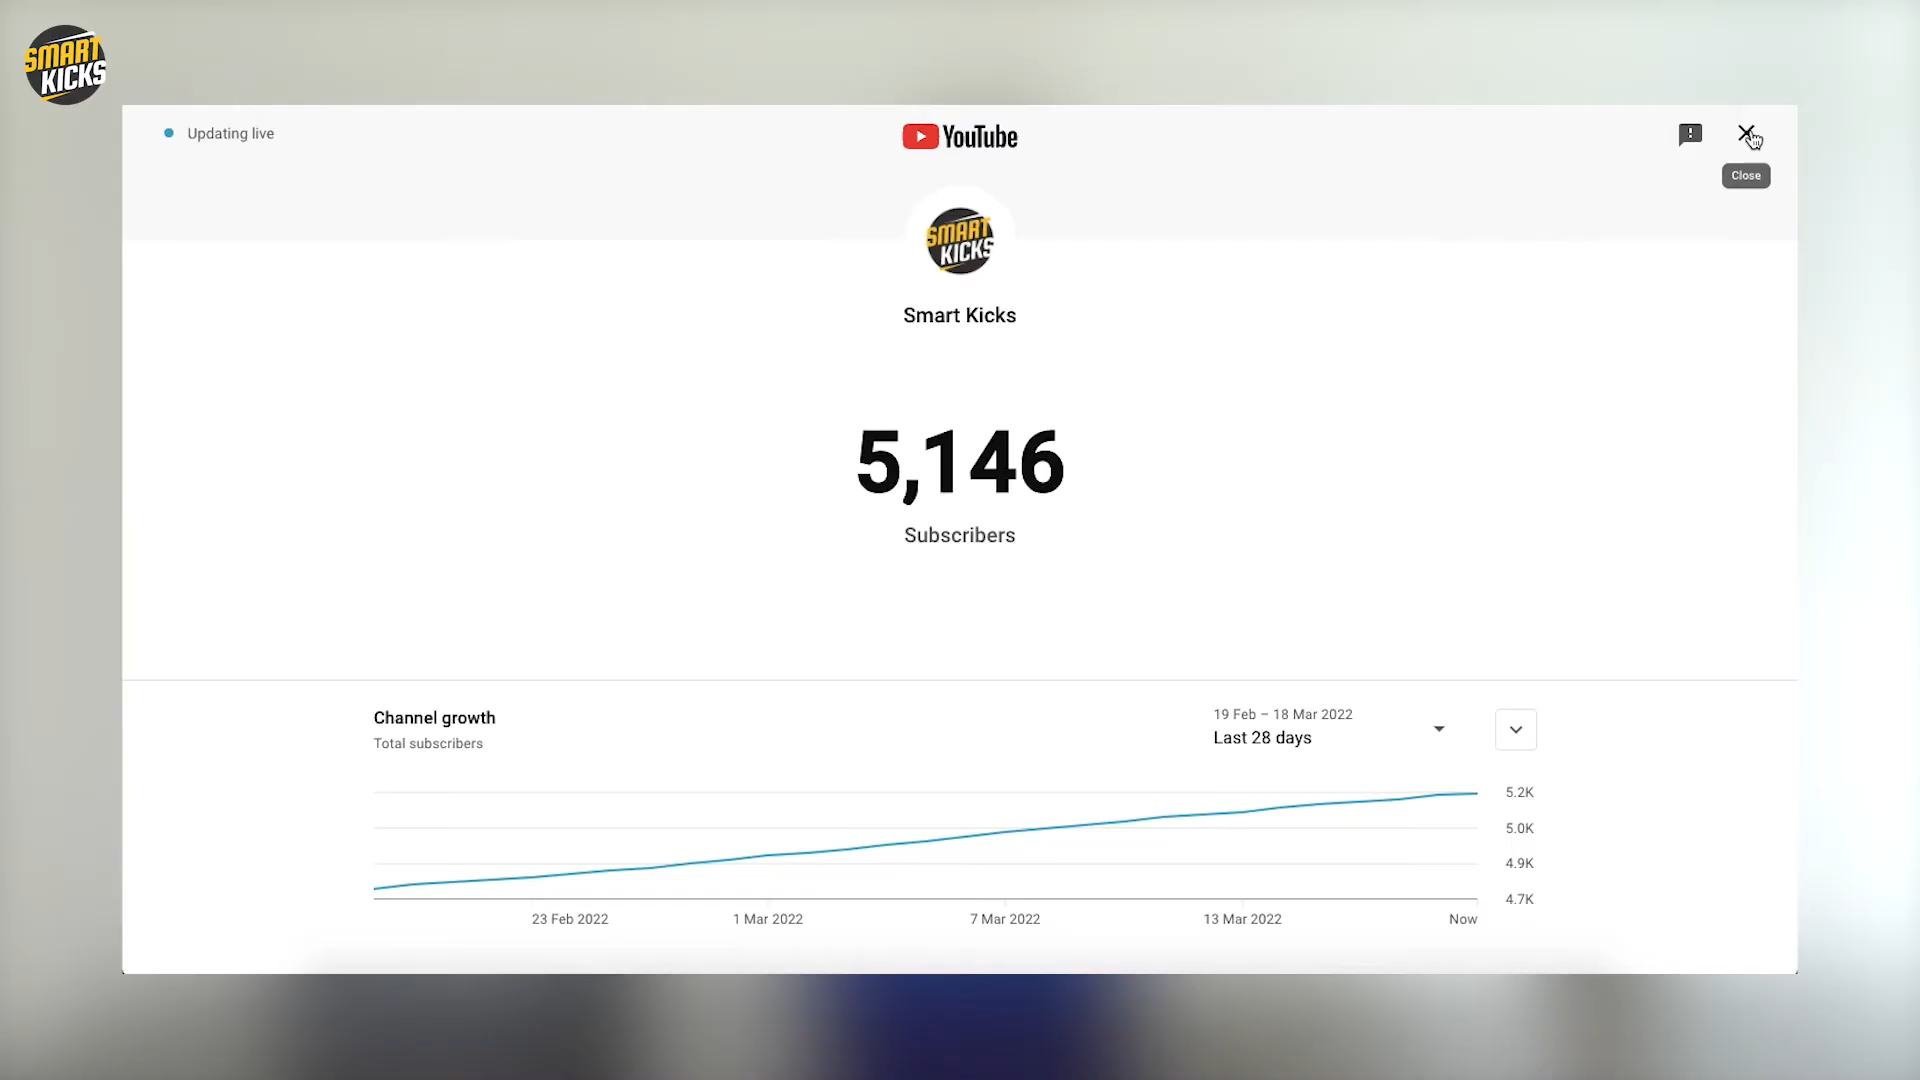 SMART
KICKS
Updating live
YouTube
Close
SMART
KICKS
Smart Kicks
5,146
Subscribers
Channel growth
Total subscribers
19 Feb – 18 Mar 2022
Last 28 days
5.2K
5.0K
4.9K
4.7K
23 Feb 2022
1 Mar 2022
7 Mar 2022
13 Mar 2022
Now